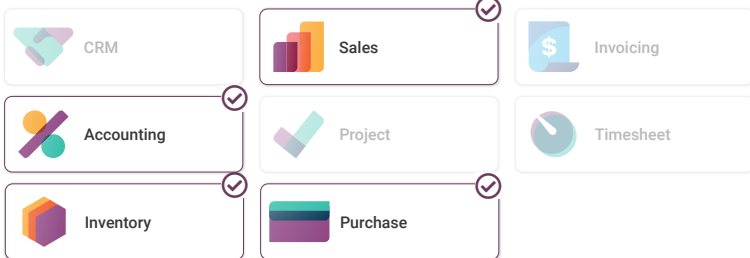 CRM
Sales
Invoicing
Accounting
Project
Timesheet
Inventory
Purchase